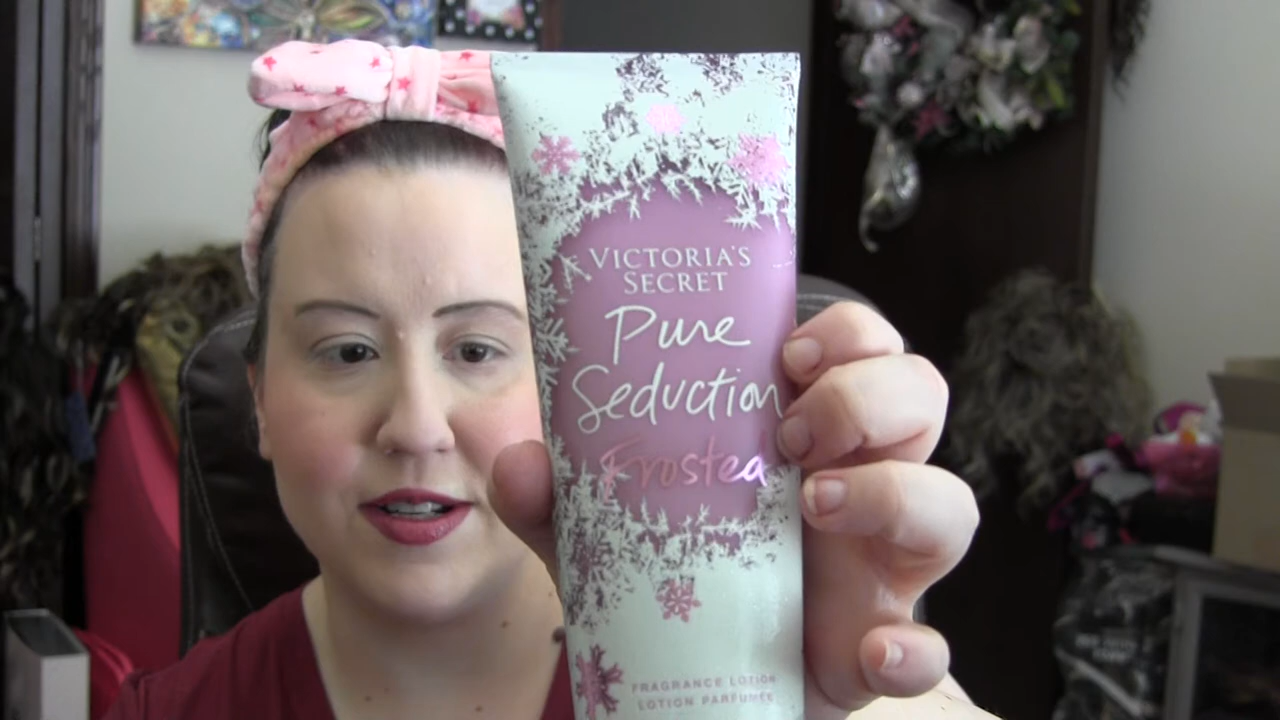 VICTORIA'S
SECRET
Pure
Seduction
Frosted
FRAGRANCE LOTION
LOTION PARFUMÉE